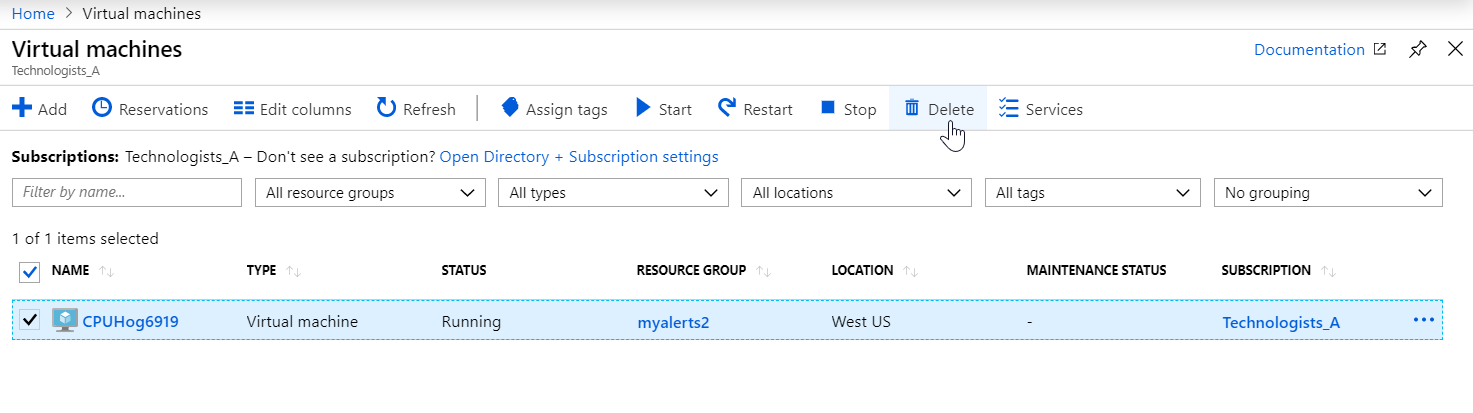 Home > Virtual machines
Virtual machines
Documentation
Technologists_A
Add Reservations Edit columns Refresh Assign tags Start Restart Stop Delete Services
Subscriptions: Technologists_A – Don't see a subscription? Open Directory + Subscription settings
Filter by name... All resource groups All types All locations All tags No grouping
1 of 1 items selected
NAME TYPE STATUS RESOURCE GROUP LOCATION MAINTENANCE STATUS SUBSCRIPTION
CPUHog6919 Virtual machine Running myalerts2 West US - Technologists_A